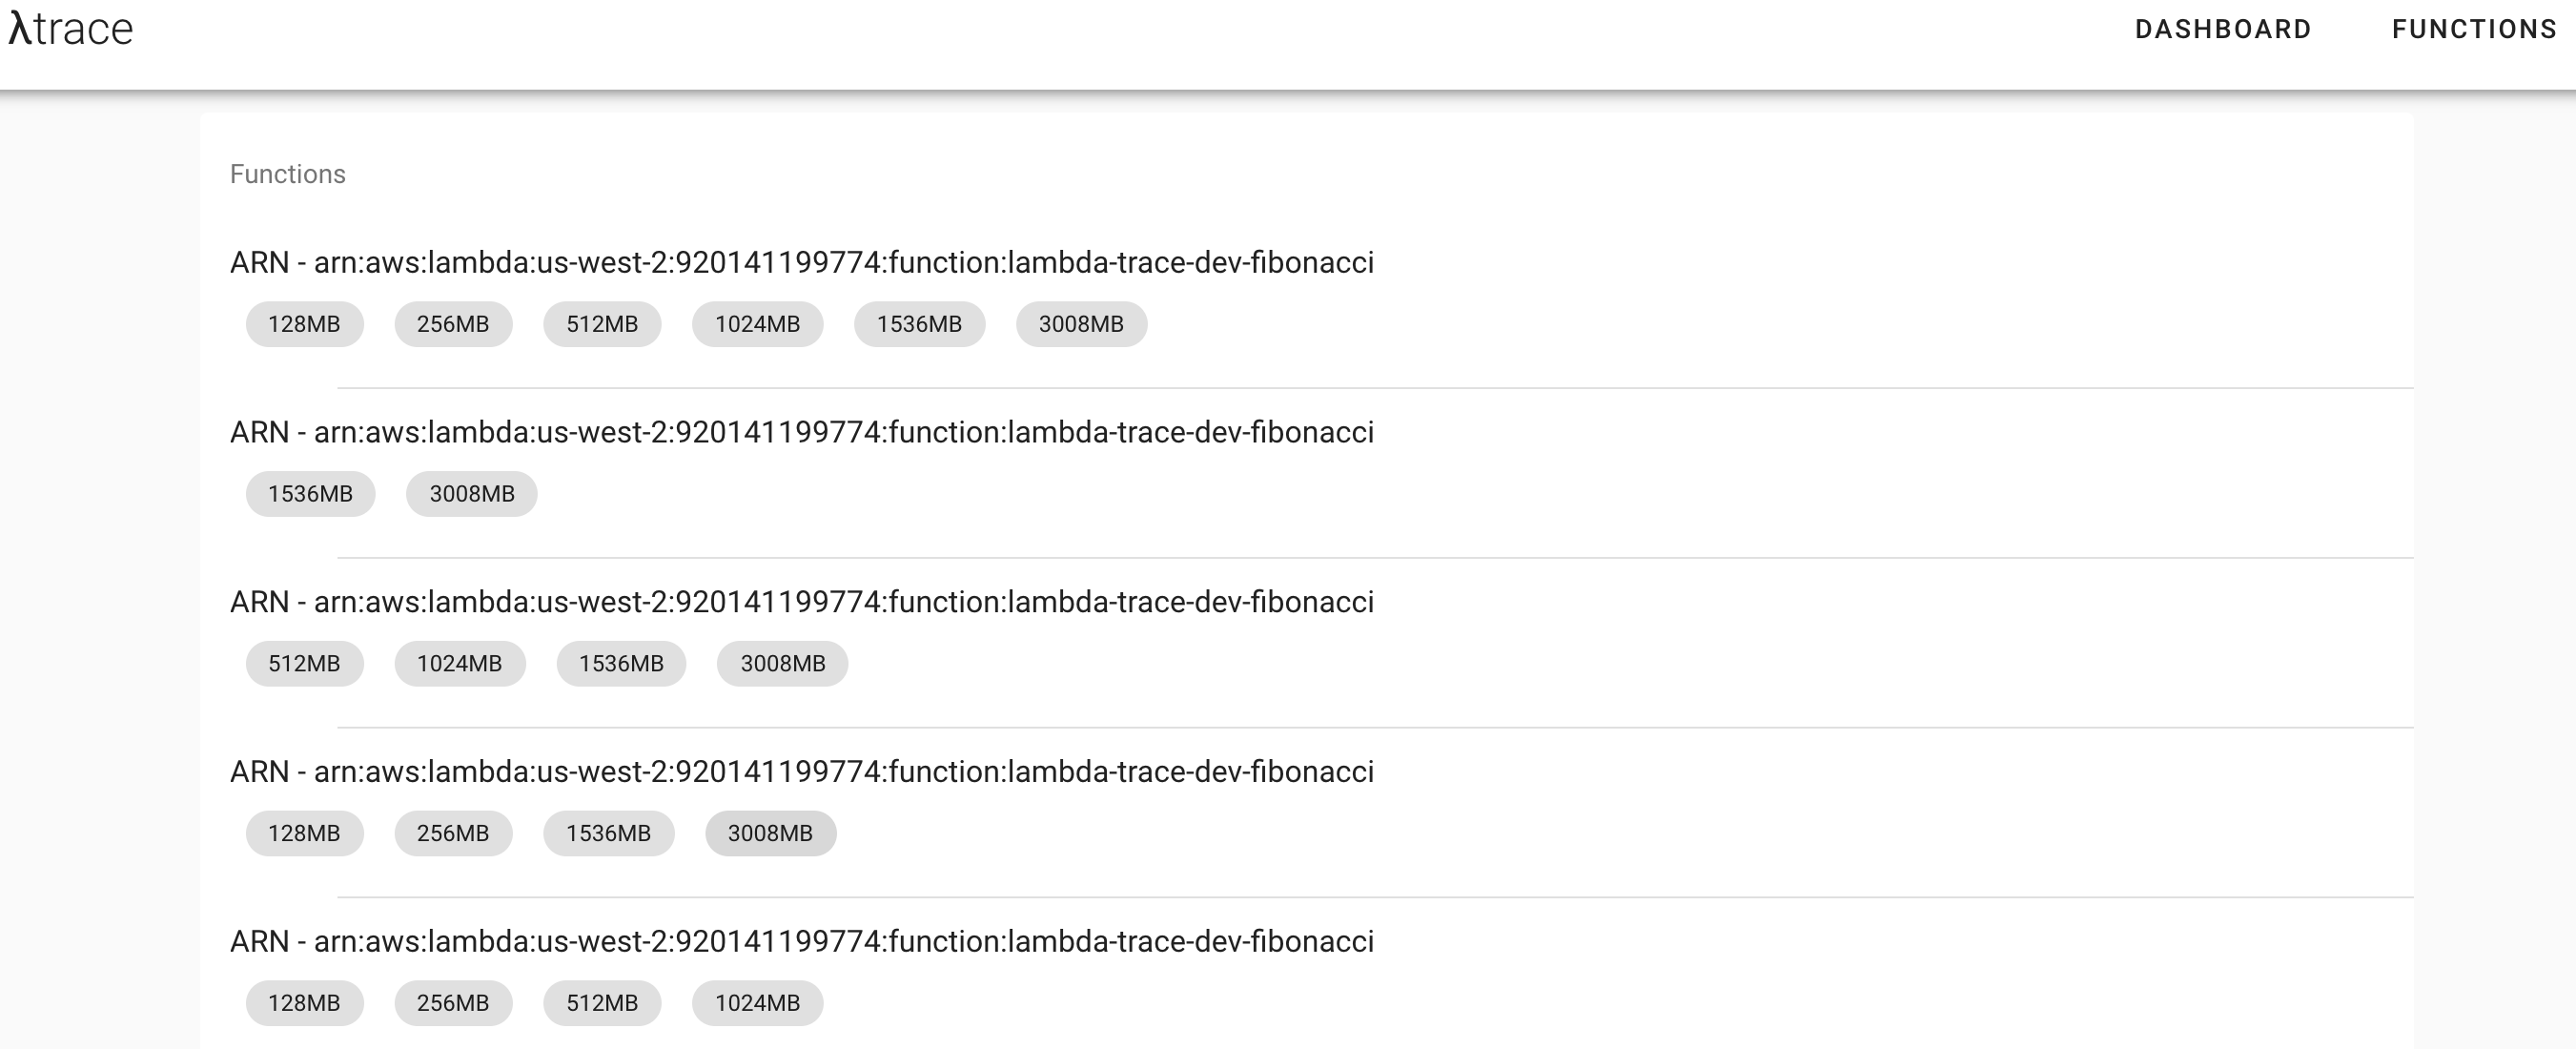 λtrace DASHBOARD FUNCTIONS
Functions
ARN - arn:aws:lambda:us-west-2:920141199774:function:lambda-trace-dev-fibonacci
128MB 256MB 512MB 1024MB 1536MB 3008MB
ARN - arn:aws:lambda:us-west-2:920141199774:function:lambda-trace-dev-fibonacci
1536MB 3008MB
ARN - arn:aws:lambda:us-west-2:920141199774:function:lambda-trace-dev-fibonacci
512MB 1024MB 1536MB 3008MB
ARN - arn:aws:lambda:us-west-2:920141199774:function:lambda-trace-dev-fibonacci
128MB 256MB 1536MB 3008MB
ARN - arn:aws:lambda:us-west-2:920141199774:function:lambda-trace-dev-fibonacci
128MB 256MB 512MB 1024MB